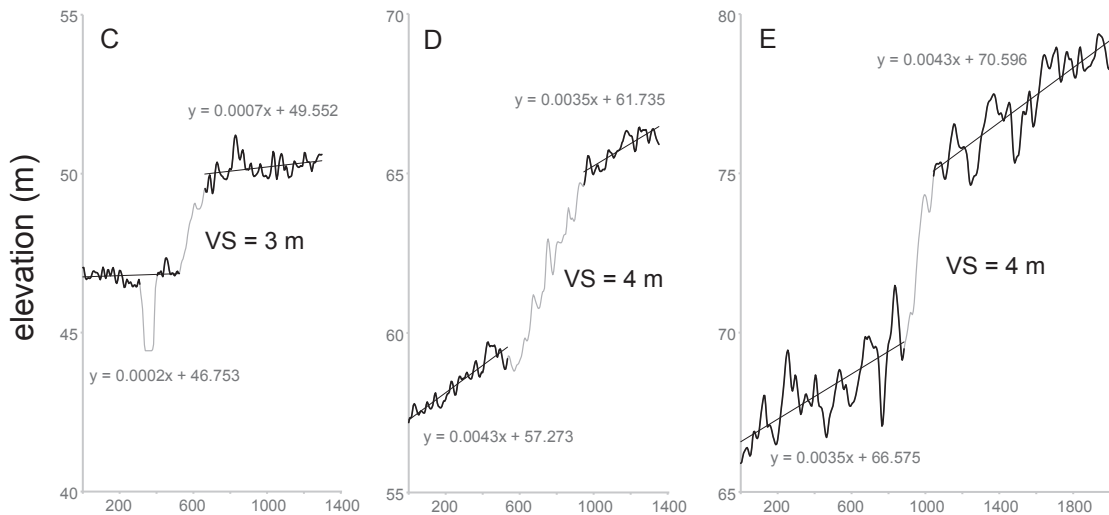 55
C
y = 0.0007x + 49.552
50
VS = 3 m
elevation (m)
45
y = 0.0002x + 46.753
40
200 600 1000 1400
70
D
y = 0.0035x + 61.735
65
VS = 4 m
60
y = 0.0043x + 57.273
55
200 600 1000 1400
80
E
y = 0.0043x + 70.596
75
VS = 4 m
70
y = 0.0035x + 66.575
65
200 600 1000 1400 1800